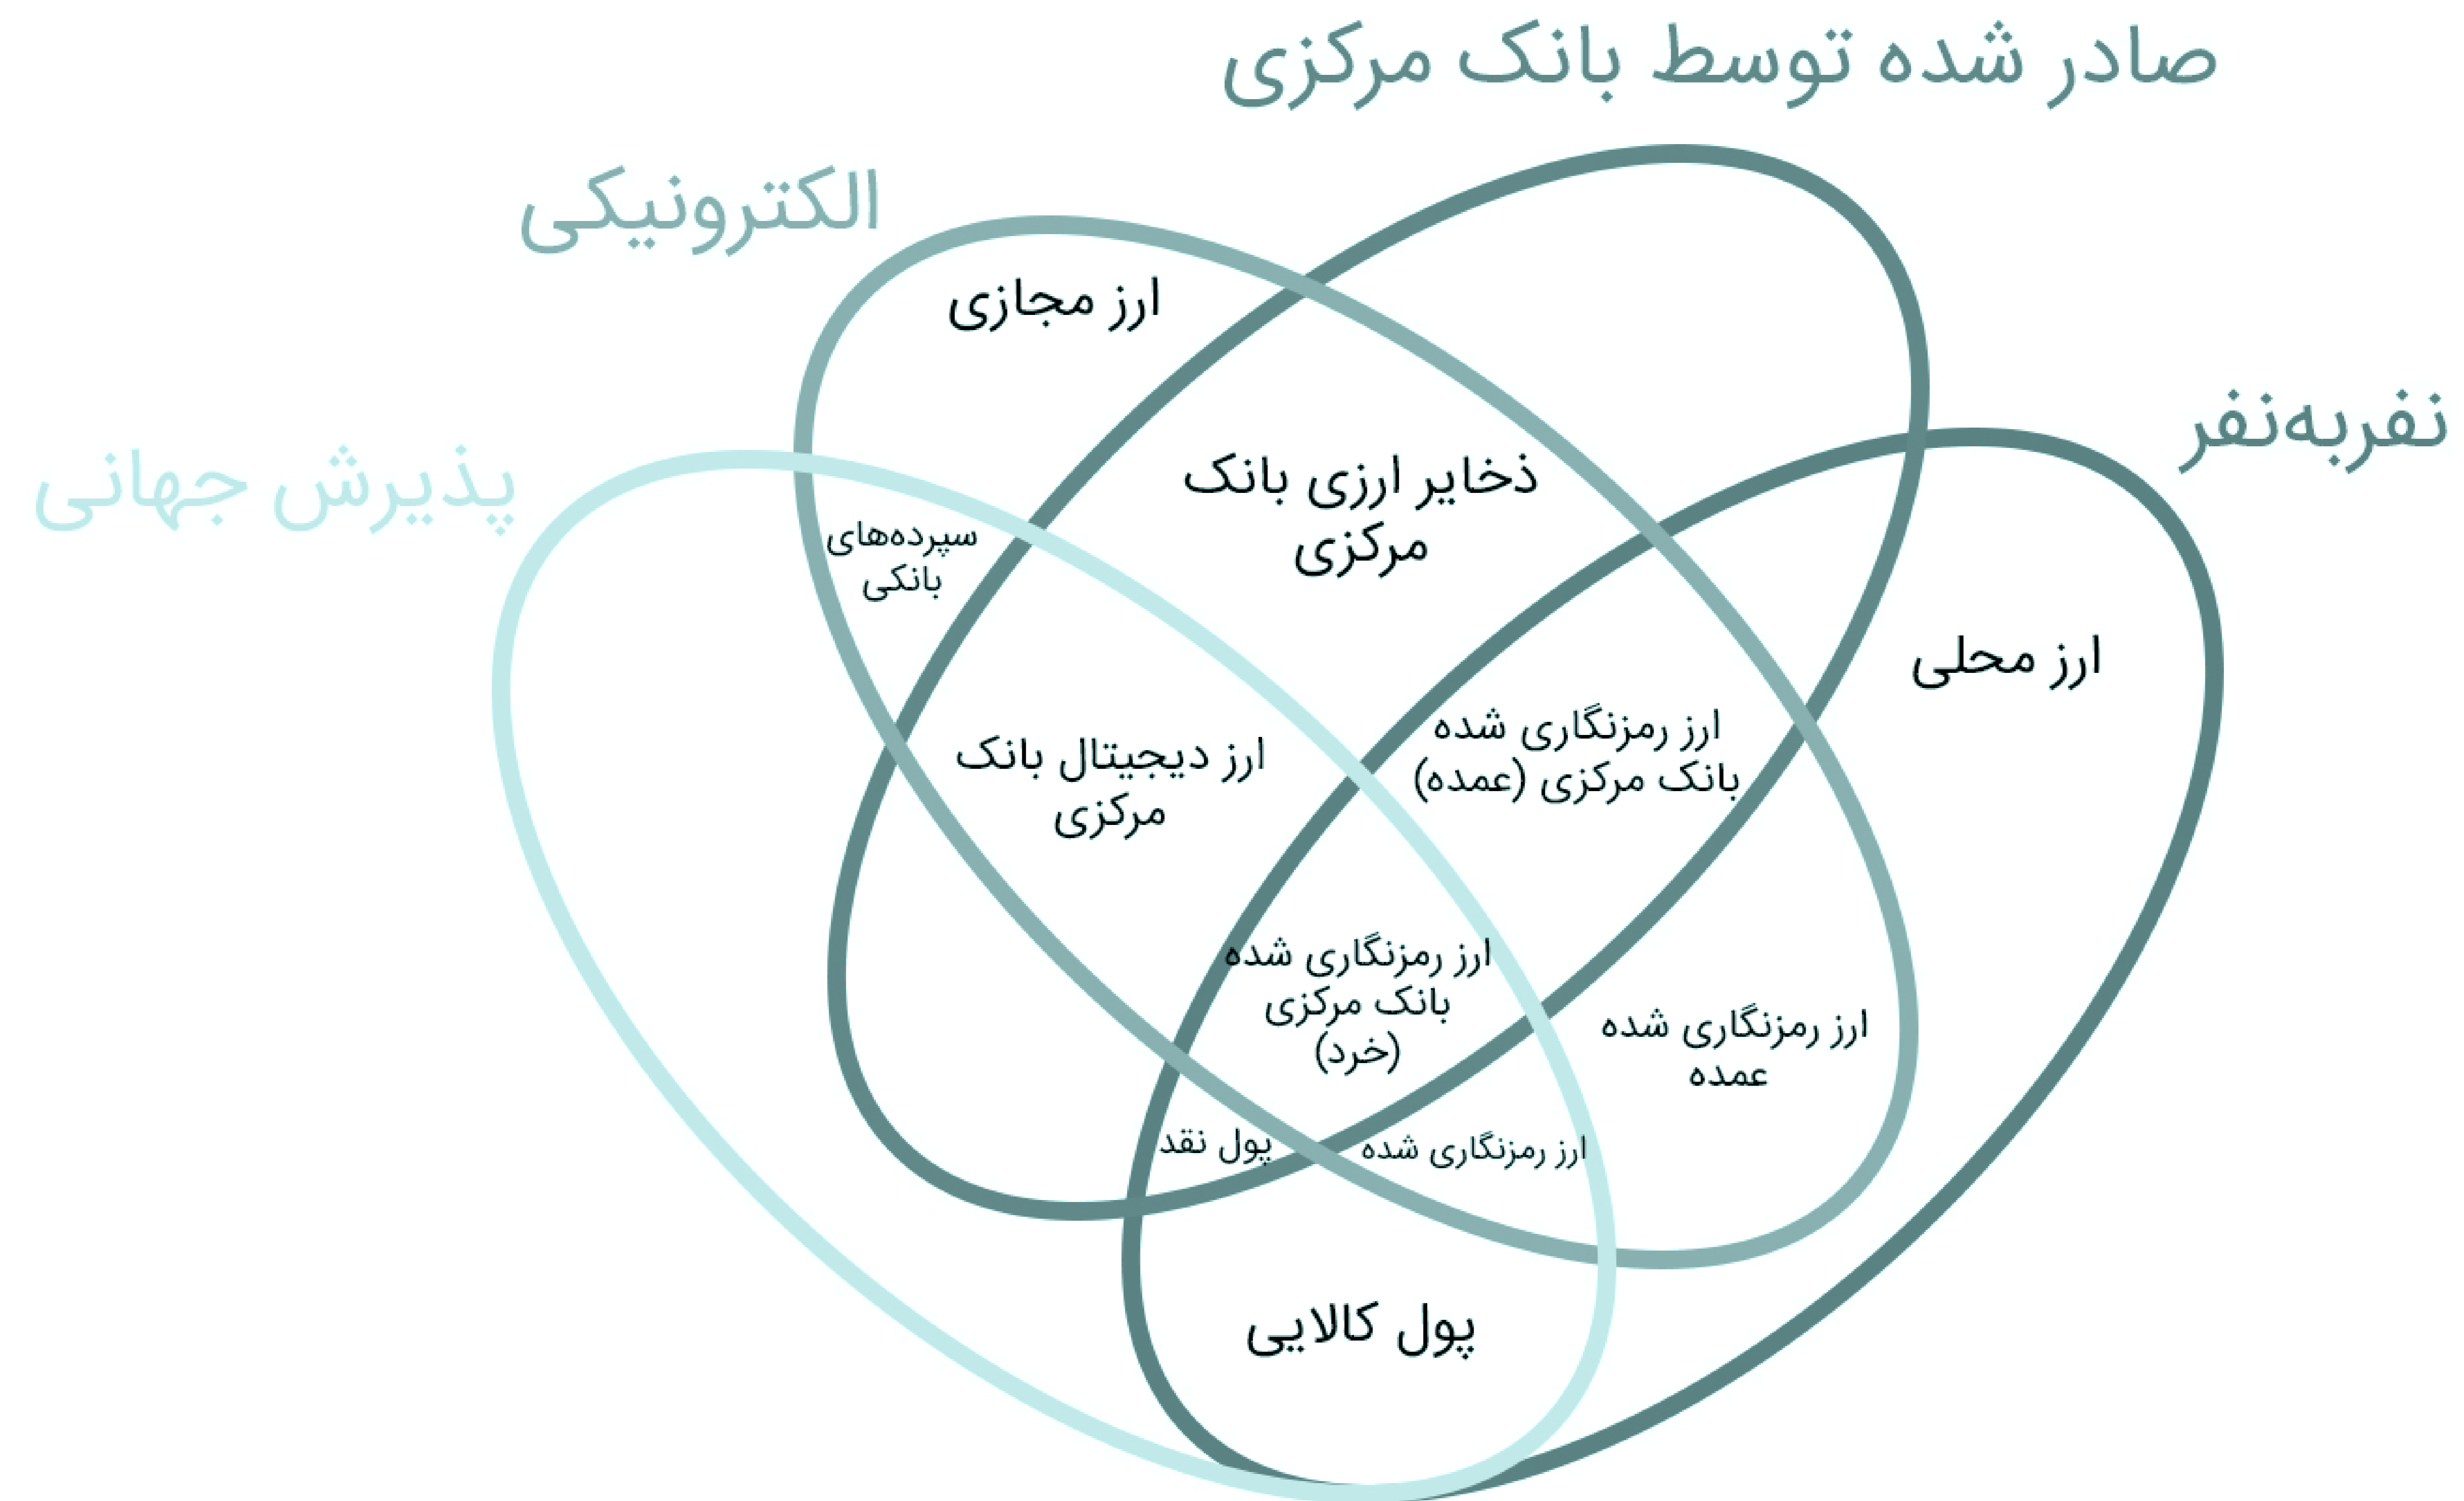 صادر شده توسط بانک مرکزی
الکترونیکی
نفربه‌نفر
پذیرش جهانی
ارز مجازی
ذخایر ارزی بانک
مرکزی
سپرده‌های
بانکی
ارز محلی
ارز رمزنگاری شده
بانک مرکزی (عمده)
ارز دیجیتال بانک
مرکزی
ارز رمزنگاری شده
بانک مرکزی
(خرد)
ارز رمزنگاری شده
عمده
پول نقد
ارز رمزنگاری شده
پول کالایی